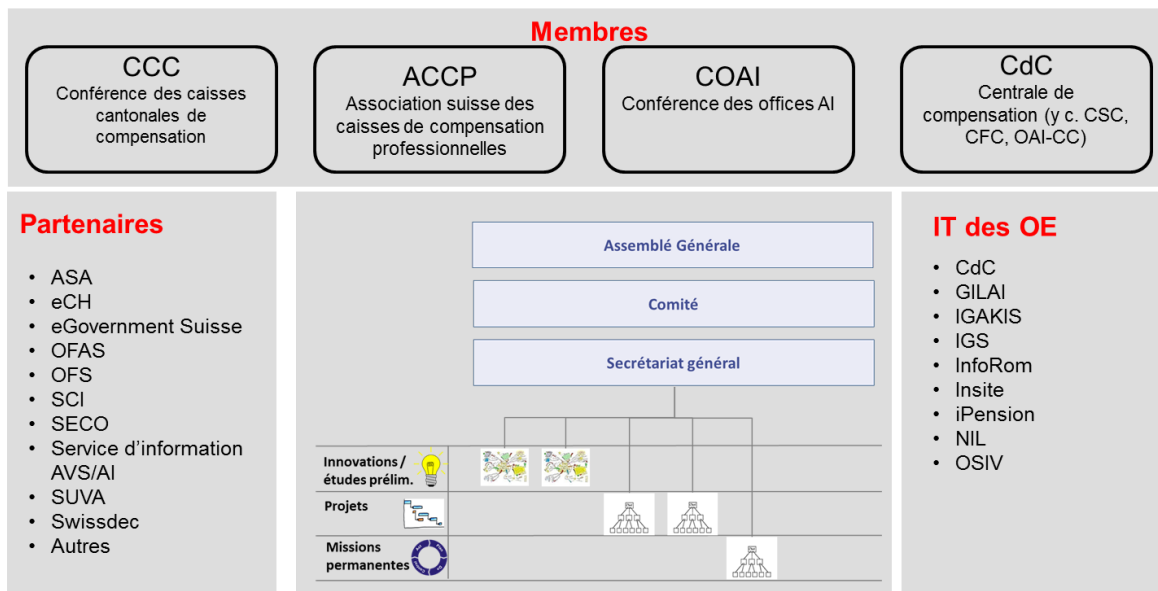 Membres
CCC
Conférence des caisses
cantonales de
compensation
ACCP
Association suisse des
caisses de compensation
professionnelles
COAI
Conférence des offices AI
CdC
Centrale de
compensation (y c. CSC,
CFC, OAI-CC)
Partenaires
• ASA
• eCH
• eGovernment Suisse
• OFAS
• OFS
• SCI
• SECO
• Service d’information
AVS/AI
• SUVA
• Swissdec
• Autres
Assemblé Générale
Comité
Secrétariat général
Innovations /
études prélim.
Projets
Missions
permanentes
IT des OE
• CdC
• GILAI
• IGAKIS
• IGS
• InfoRom
• Insite
• iPension
• NIL
• OSIV